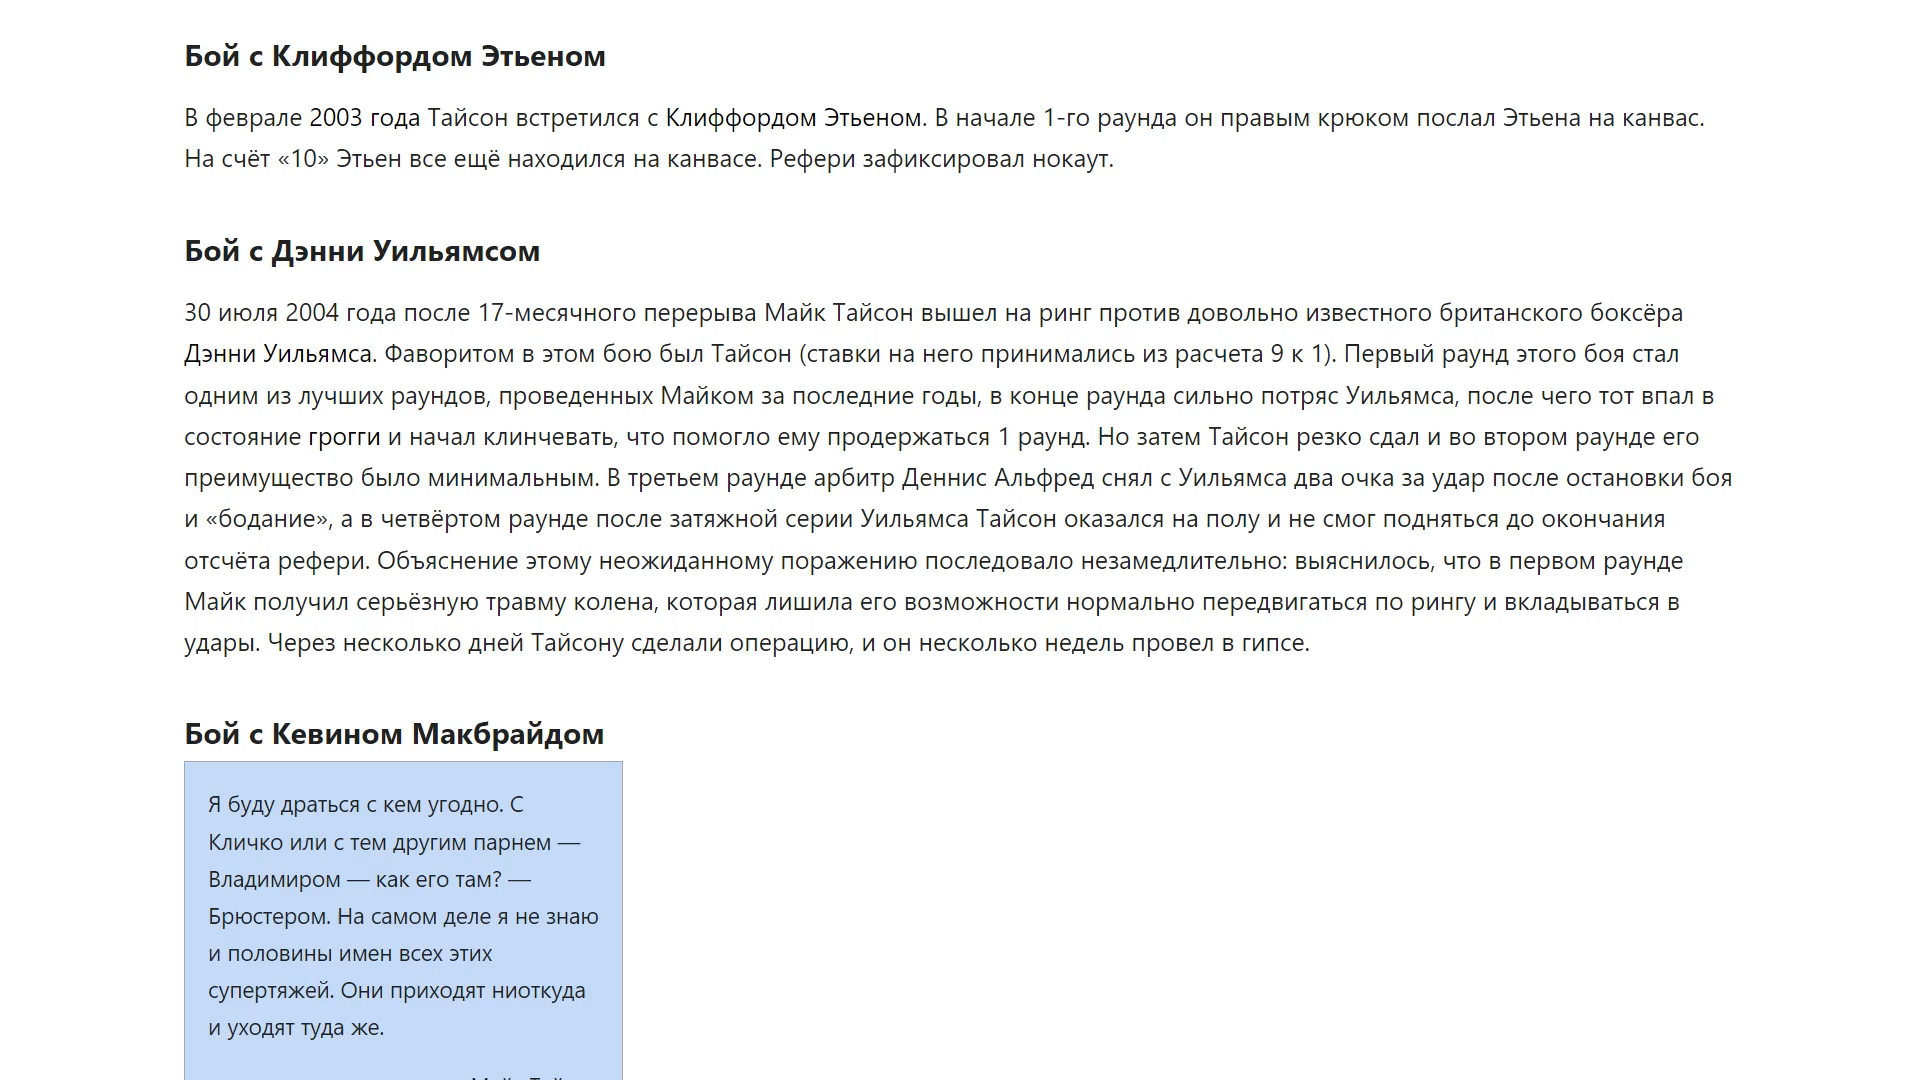 Бой с Клиффордом Этьеном
В феврале 2003 года Тайсон встретился с Клиффордом Этьеном. В начале 1-го раунда он правым крюком послал Этьена на канвас.
На счёт «10» Этьен все ещё находился на канвасе. Рефери зафиксировал нокаут.
Бой с Дэнни Уильямсом
30 июля 2004 года после 17-месячного перерыва Майк Тайсон вышел на ринг против довольно известного британского боксёра
Дэнни Уильямса. Фаворитом в этом бою был Тайсон (ставки на него принимались из расчета 9 к 1). Первый раунд этого боя стал
одним из лучших раундов, проведенных Майком за последние годы, в конце раунда сильно потряс Уильямса, после чего тот впал в
состояние грогги и начал клинчевать, что помогло ему продержаться 1 раунд. Но затем Тайсон резко сдал и во втором раунде его
преимущество было минимальным. В третьем раунде арбитр Деннис Альфред снял с Уильямса два очка за удар после остановки боя
и «бодание», а в четвёртом раунде после затяжной серии Уильямса Тайсон оказался на полу и не смог подняться до окончания
отсчёта рефери. Объяснение этому неожиданному поражению последовало незамедлительно: выяснилось, что в первом раунде
Майк получил серьёзную травму колена, которая лишила его возможности нормально передвигаться по рингу и вкладываться в
удары. Через несколько дней Тайсону сделали операцию, и он несколько недель провел в гипсе.
Бой с Кевином Макбрайдом
Я буду драться с кем угодно. С
Кличко или с тем другим парнем —
Владимиром — как его там? —
Брюстером. На самом деле я не знаю
и половины имен всех этих
супертяжей. Они приходят ниоткуда
и уходят туда же.